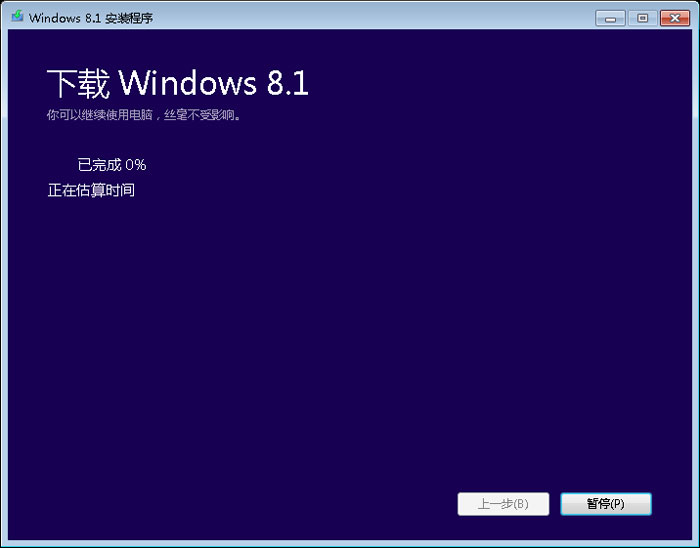 Windows 8.1 安装程序
下载 Windows 8.1
你可以继续使用电脑，丝毫不受影响。
已完成 0%
正在估算时间
上一步(B) 暂停(P)